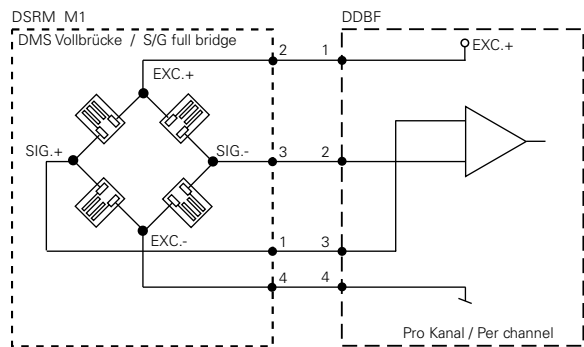 DSRM M1
DDBF
DMS Vollbrücke / S/G full bridge
2 1
EXC.+
EXC.+
SIG.+
SIG.-
3 2
EXC.-
1 3
4 4
Pro Kanal / Per channel